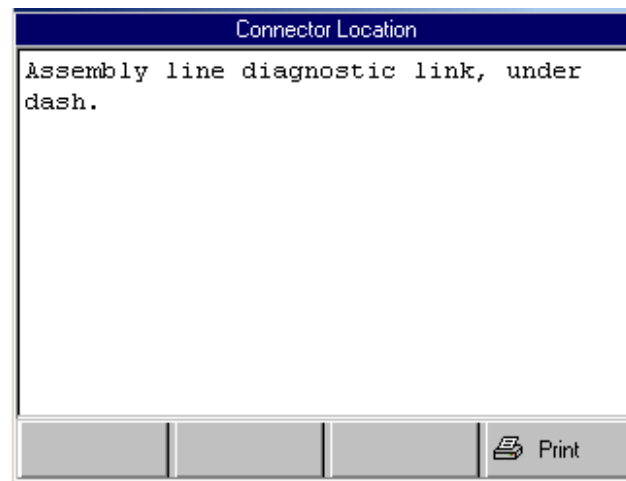 Connector Location
Assembly line diagnostic link, under
dash.
Print